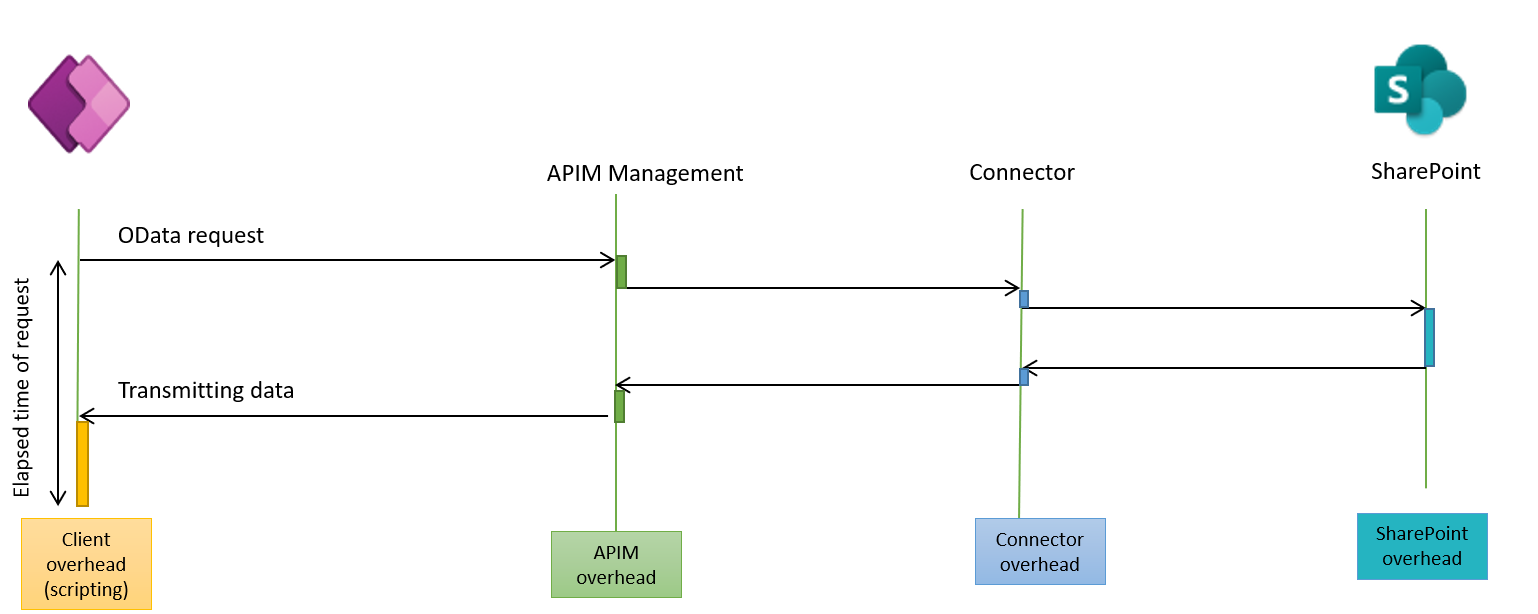 S
APIM Management
Connector
SharePoint
OData request
Elapsed time of request
Transmitting data
Client
overhead
(scripting)
APIM
overhead
Connector
overhead
SharePoint
overhead